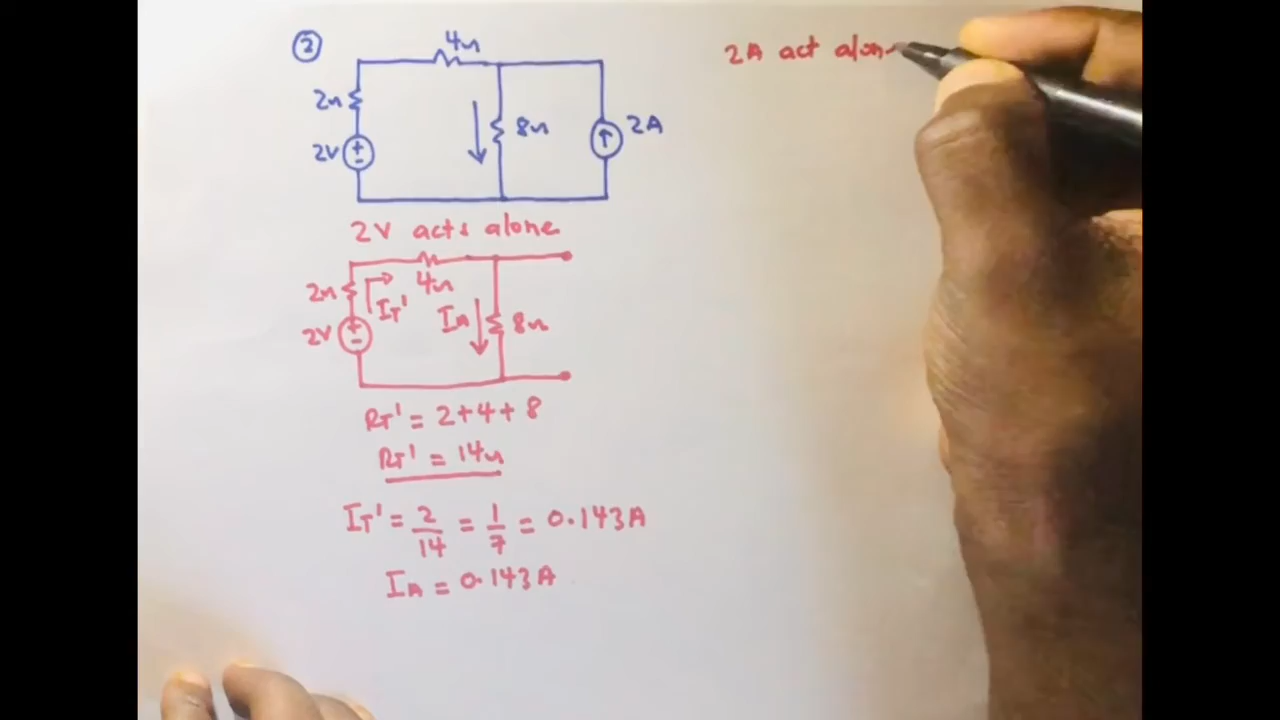 ②
4Ω
2Ω
8Ω
2A
2V
2V acts alone
4Ω
2Ω
IT'
IA
8Ω
2V
RT' = 2+4+8
RT' = 14Ω
IT' = 2/14 = 1/7 = 0.143A
IA = 0.143A
2A act alon